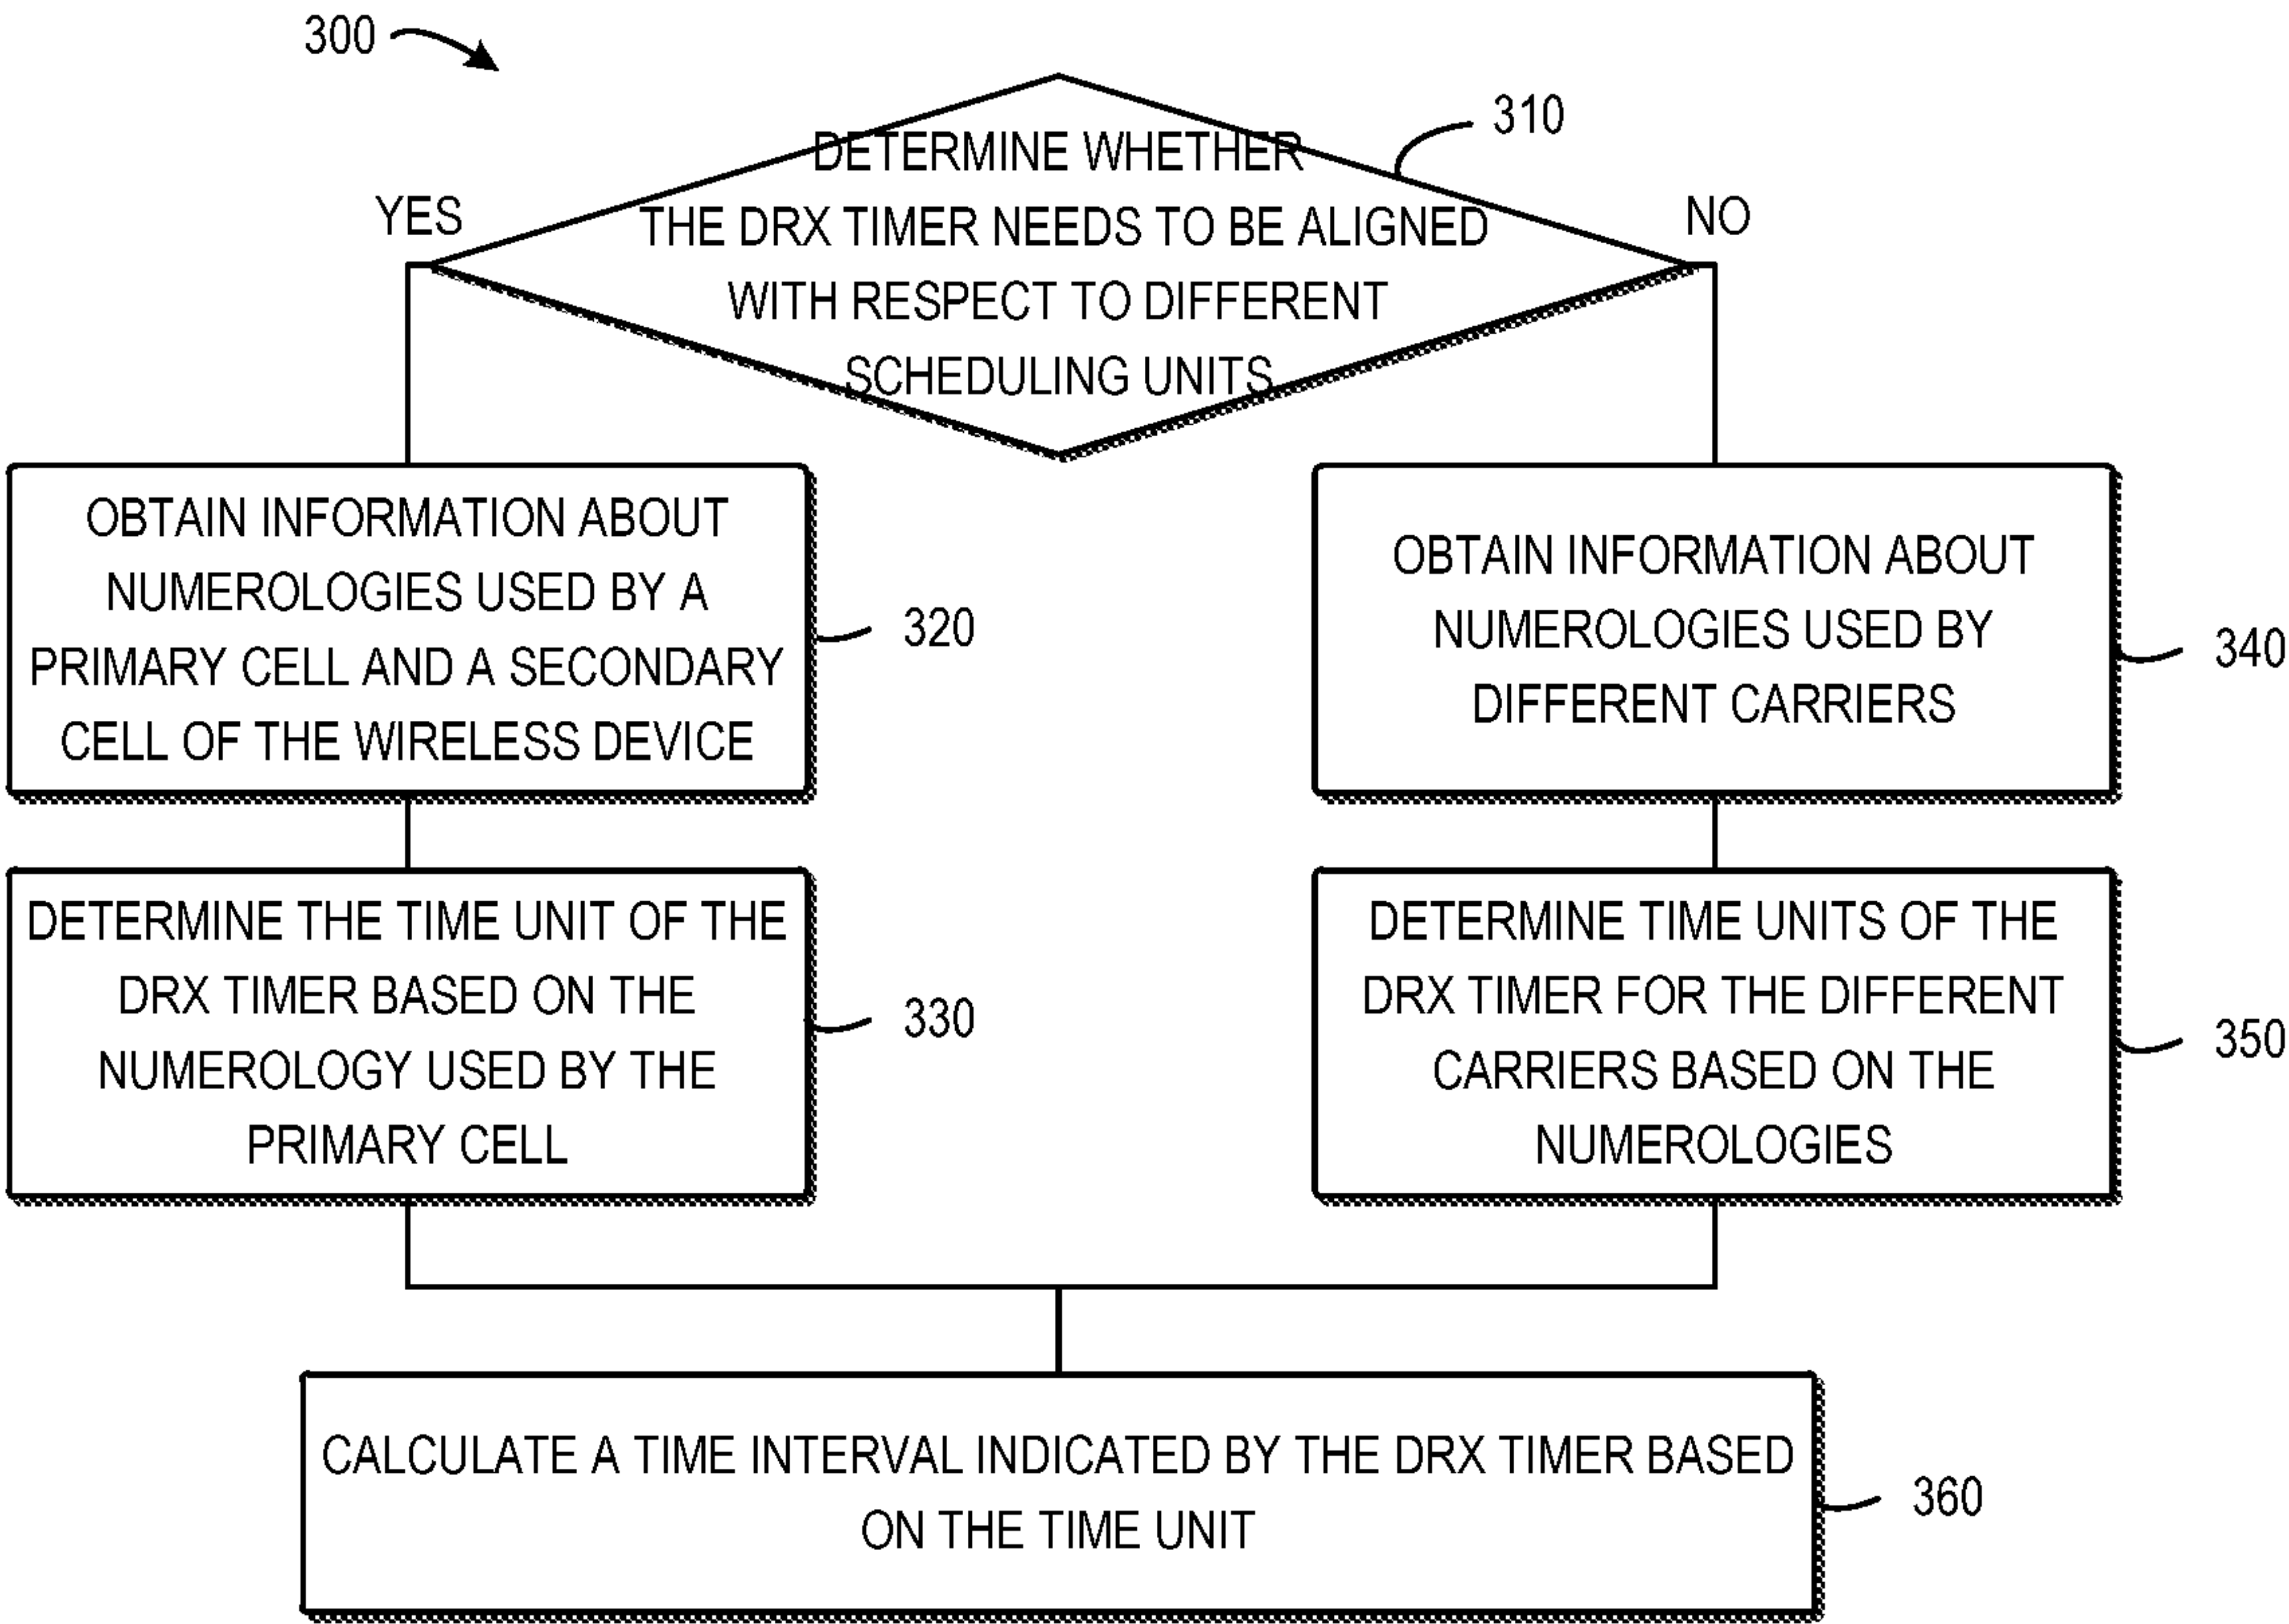 300
310
DETERMINE WHETHER
THE DRX TIMER NEEDS TO BE ALIGNED
WITH RESPECT TO DIFFERENT
SCHEDULING UNITS
YES
NO
OBTAIN INFORMATION ABOUT
NUMEROLOGIES USED BY A
PRIMARY CELL AND A SECONDARY
CELL OF THE WIRELESS DEVICE
320
OBTAIN INFORMATION ABOUT
NUMEROLOGIES USED BY
DIFFERENT CARRIERS
340
DETERMINE THE TIME UNIT OF THE
DRX TIMER BASED ON THE
NUMEROLOGY USED BY THE
PRIMARY CELL
330
DETERMINE TIME UNITS OF THE
DRX TIMER FOR THE DIFFERENT
CARRIERS BASED ON THE
NUMEROLOGIES
350
CALCULATE A TIME INTERVAL INDICATED BY THE DRX TIMER BASED
ON THE TIME UNIT
360